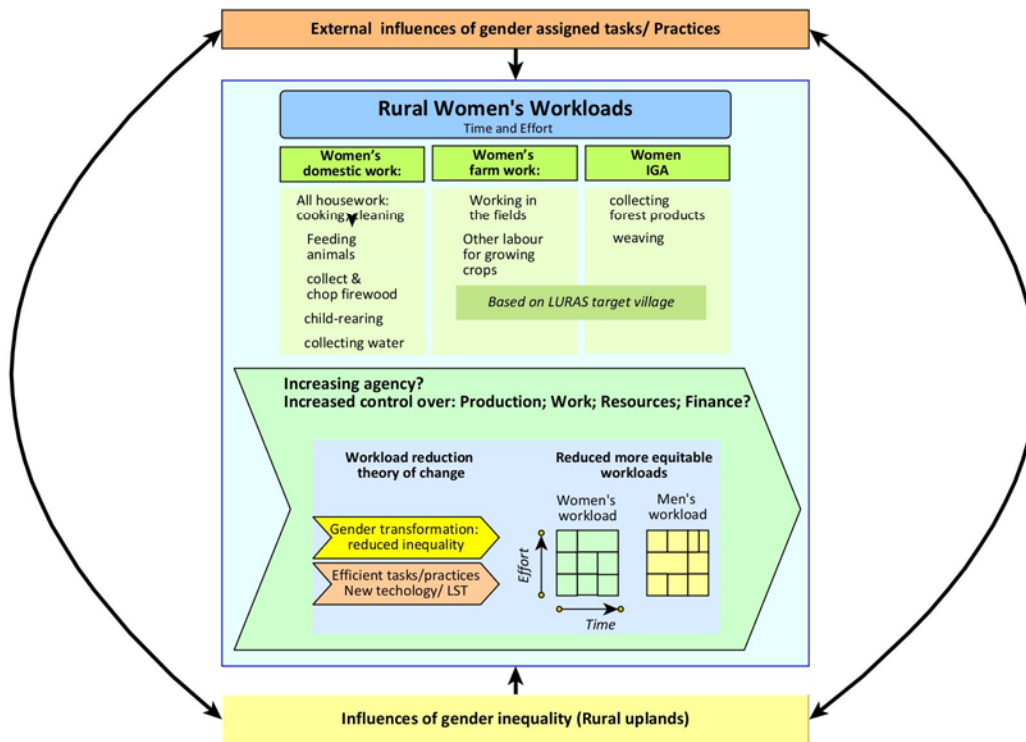 External influences of gender assigned tasks/ Practices
Rural Women's Workloads
Time and Effort
Women's
domestic work:
Women's
farm work:
Women
IGA
All housework:
cooking, cleaning
Feeding
animals
collect &
chop firewood
child-rearing
collecting water
Working in
the fields
Other labour
for growing
crops
collecting
forest products
weaving
Based on LURAS target village
Increasing agency?
Increased control over: Production; Work; Resources; Finance?
Workload reduction
theory of change
Gender transformation:
reduced inequality
Efficient tasks/practices
New techology/ LST
Reduced more equitable
workloads
Women's
workload
Men's
workload
Effort
Time
Influences of gender inequality (Rural uplands)